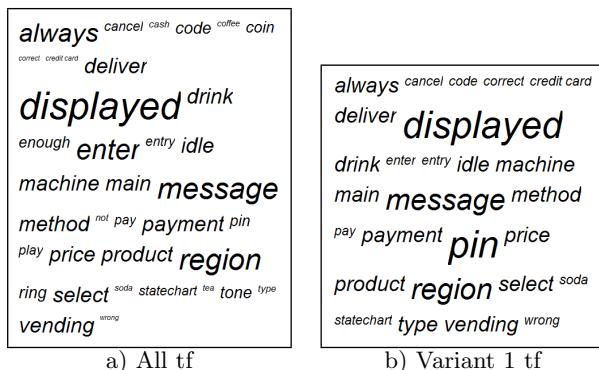 always cancel cash code coffee coin
correct credit card deliver
displayed drink
enough enter entry idle
machine main message
method not pay payment pin
play price product region
ring select soda statechart tea tone type
vending wrong
a) All tf
always cancel code correct credit card
deliver displayed
drink enter entry idle machine
main message method
pay payment pin price
product region select soda
statechart type vending wrong
b) Variant 1 tf